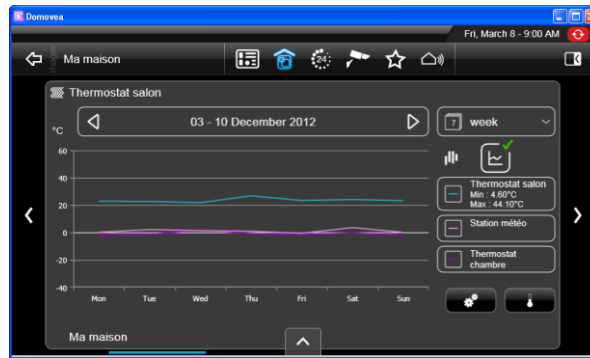 Domovea
Fri, March 8 - 9:00 AM
Ma maison
24
Thermostat salon
°C
03 - 10 December 2012
7 week
60
40
20
0
-20
-40
Mon Tue Wed Thu Fri Sat Sun
Thermostat salon
Min : 4.60°C
Max : 44.10°C
Station météo
Thermostat
chambre
Ma maison